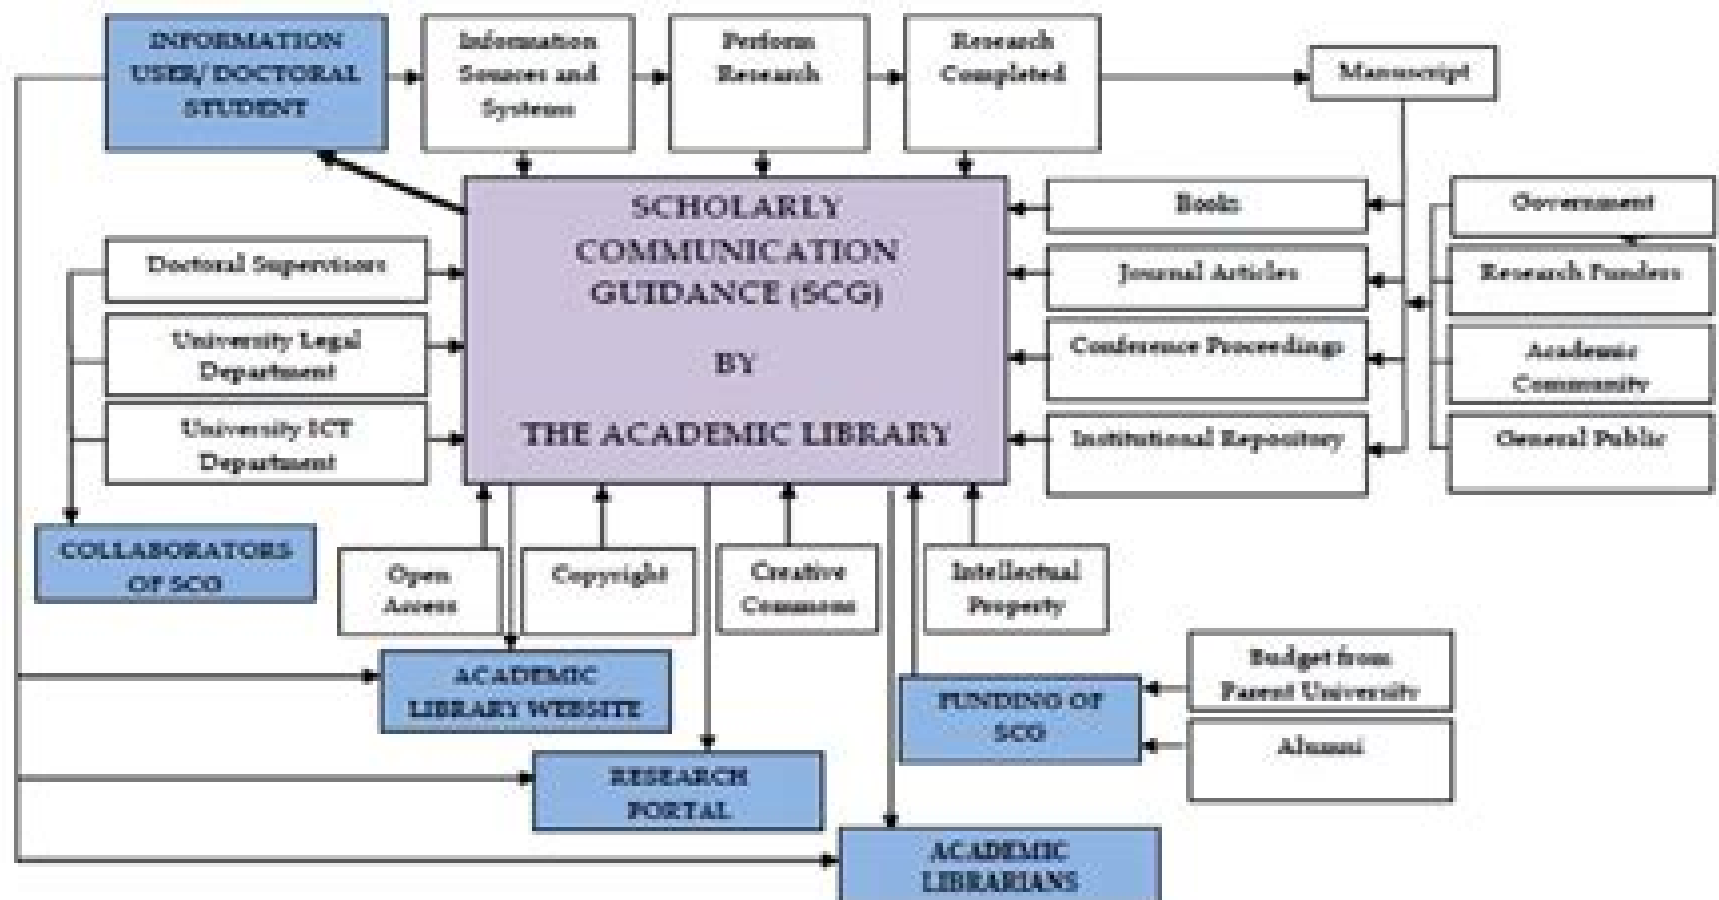 INFORMATION
USER/ DOCTORAL
STUDENT
Information
Sources and
Systems
Perform
Research
Research
Completed
Manuscript
SCHOLARLY
COMMUNICATION
GUIDANCE (SCG)
BY
THE ACADEMIC LIBRARY
Doctoral Supervisors
University Legal
Department
University ICT
Department
COLLABORATORS
OF SCG
Books
Journal Articles
Conference Proceedings
Institutional Repository
Government
Research Funders
Academic
Community
General Public
Open
Access
Copyright
Creative
Commons
Intellectual
Property
ACADEMIC
LIBRARY WEBSITE
RESEARCH
PORTAL
ACADEMIC
LIBRARIANS
FUNDING OF
SCG
Budget from
Parent University
Alumni